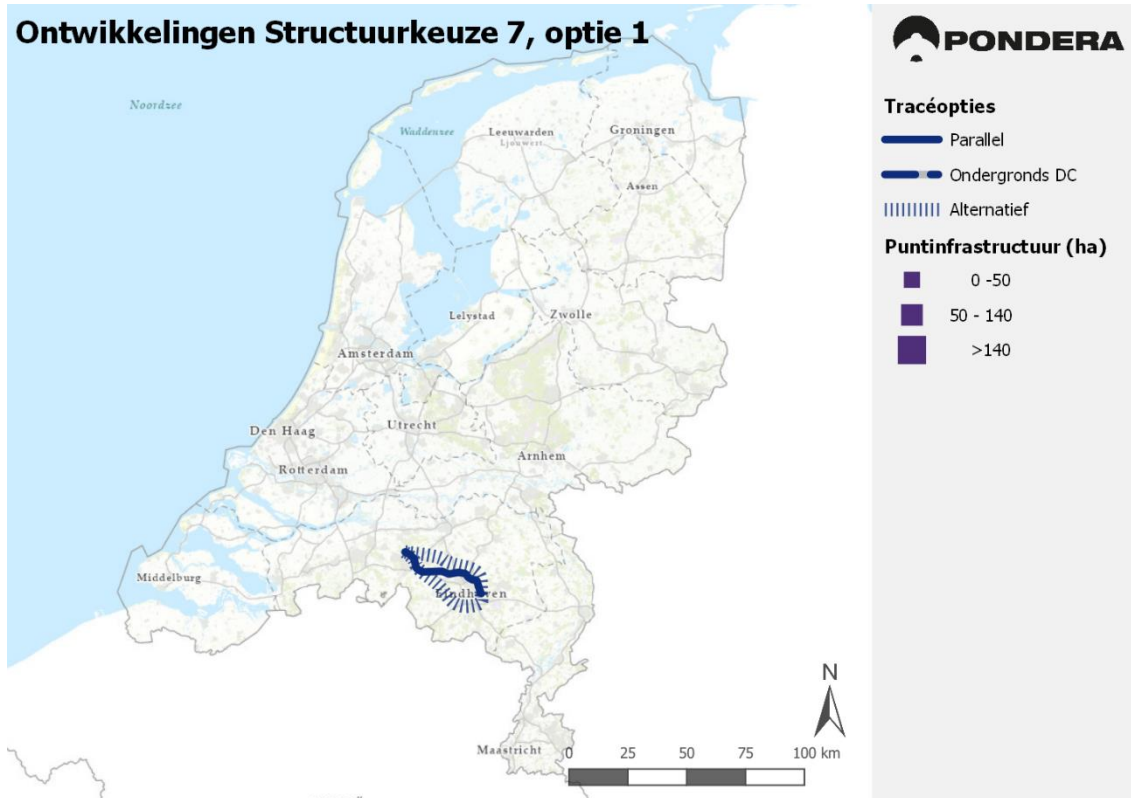 Ontwikkelingen Structuurkeuze 7, optie 1
PONDERA
Tracéopties
Parallel
Ondergronds DC
Alternatief
Puntinfrastructuur (ha)
0 -50
50 - 140
>140
Noordzee
Waddenzee
Leeuwarden
Ljouwert
Groningen
Assen
Lelystad
Zwolle
Amsterdam
Den Haag
Utrecht
Rotterdam
Arnhem
Middelburg
Eindhoven
Maastricht
N
0 25 50 75 100 km